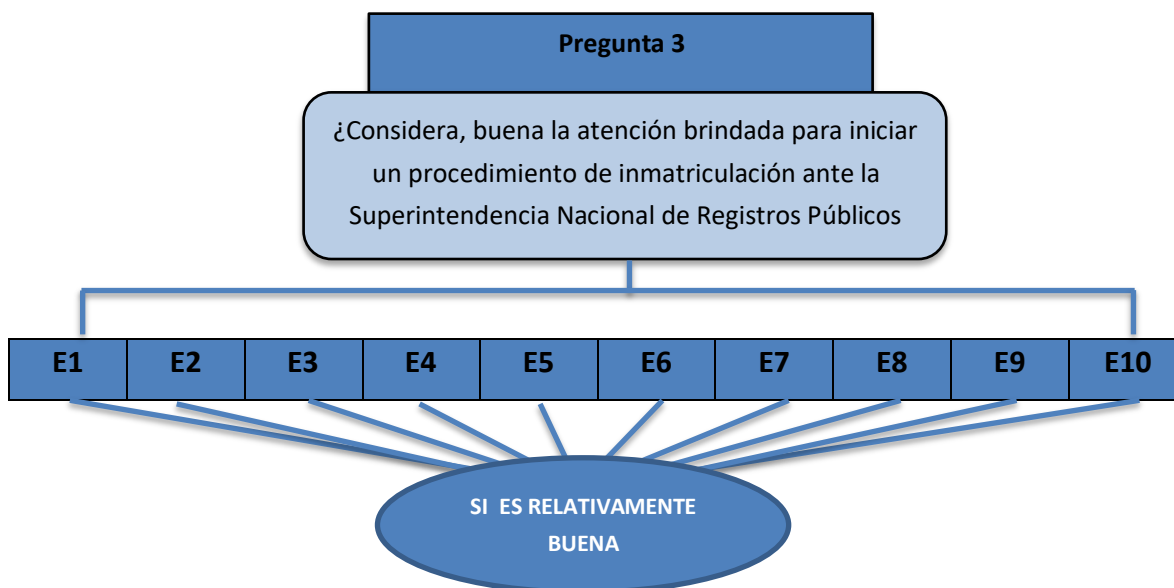 Pregunta 3
¿Considera, buena la atención brindada para iniciar
un procedimiento de inmatriculación ante la
Superintendencia Nacional de Registros Públicos
E1 E2 E3 E4 E5 E6 E7 E8 E9 E10
SI ES RELATIVAMENTE
BUENA